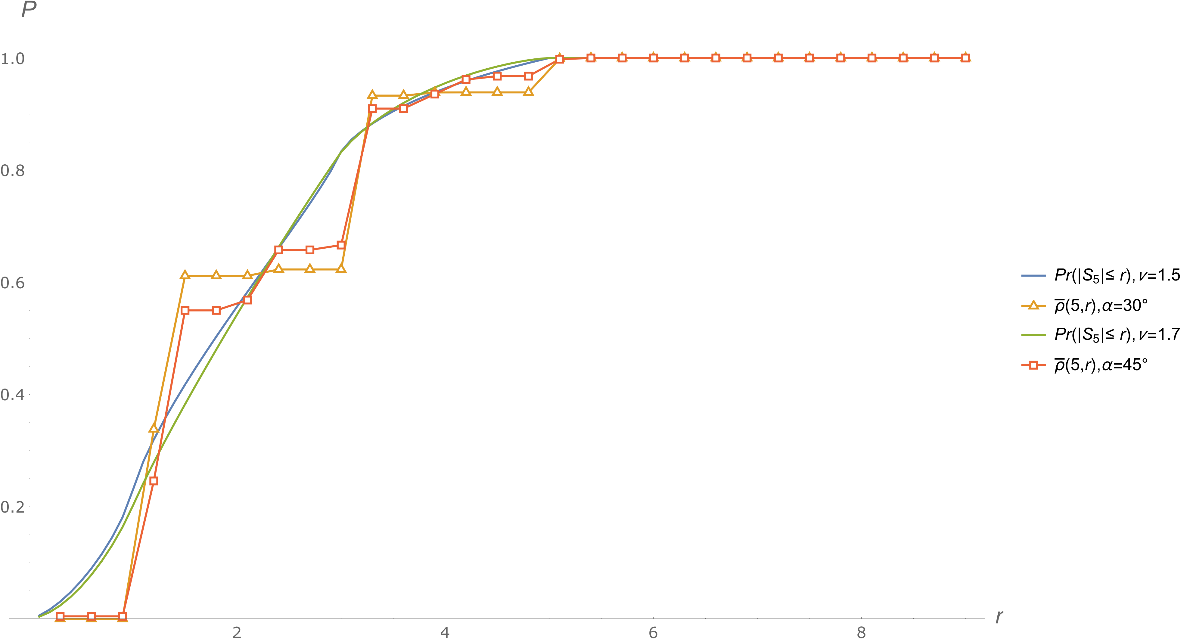 P
1.0
0.8
0.6
0.4
0.2
2 4 6 8 r
Pr(|S₅|≤ r), ν=1.5
ρ̅(5,r),α=30°
Pr(|S₅|≤ r), ν=1.7
ρ̅(5,r),α=45°